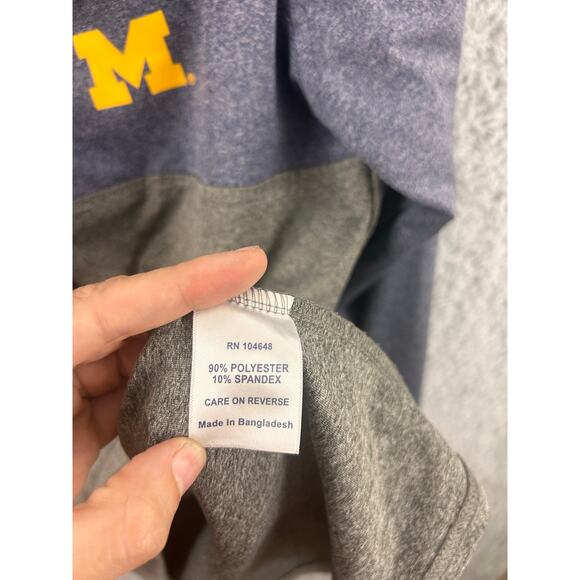 M
RN 104648
90% POLYESTER
10% SPANDEX
CARE ON REVERSE
Made In Bangladesh